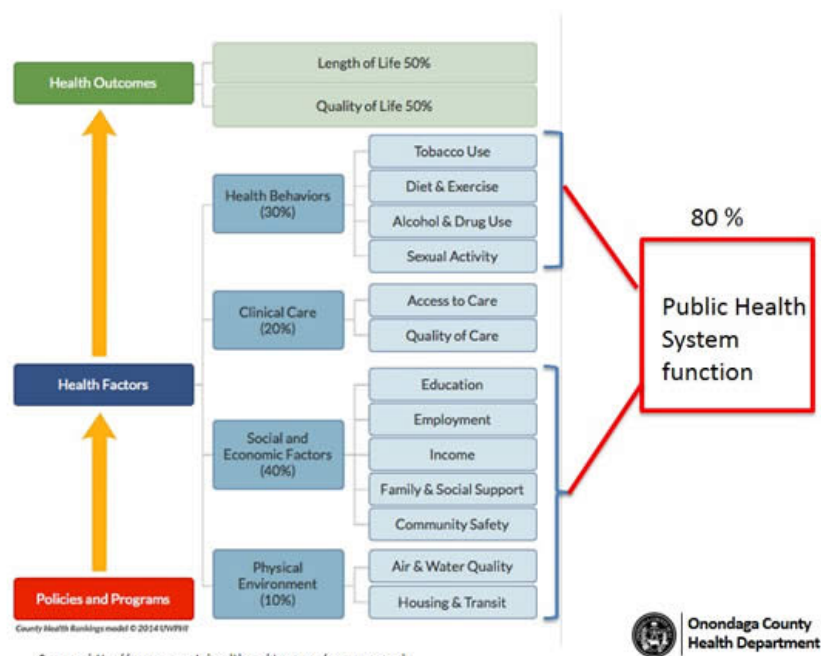 Health Outcomes
Length of Life 50%
Quality of Life 50%
Health Behaviors
(30%)
Tobacco Use
Diet & Exercise
Alcohol & Drug Use
Sexual Activity
Clinical Care
(20%)
Access to Care
Quality of Care
Health Factors
Social and
Economic Factors
(40%)
Education
Employment
Income
Family & Social Support
Community Safety
Physical
Environment
(10%)
Air & Water Quality
Housing & Transit
Policies and Programs
County Health Rankings model © 2014 UWPHI
80 %
Public Health
System
function
Onondaga County
Health Department